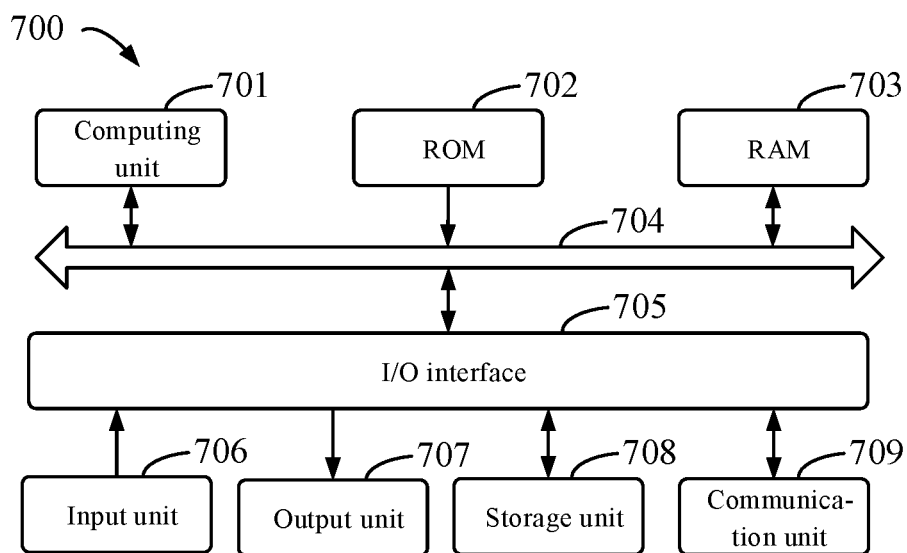 700
701
702
703
Computing
unit
ROM
RAM
704
705
I/O interface
706
707
708
709
Input unit
Output unit
Storage unit
Communica-
tion unit